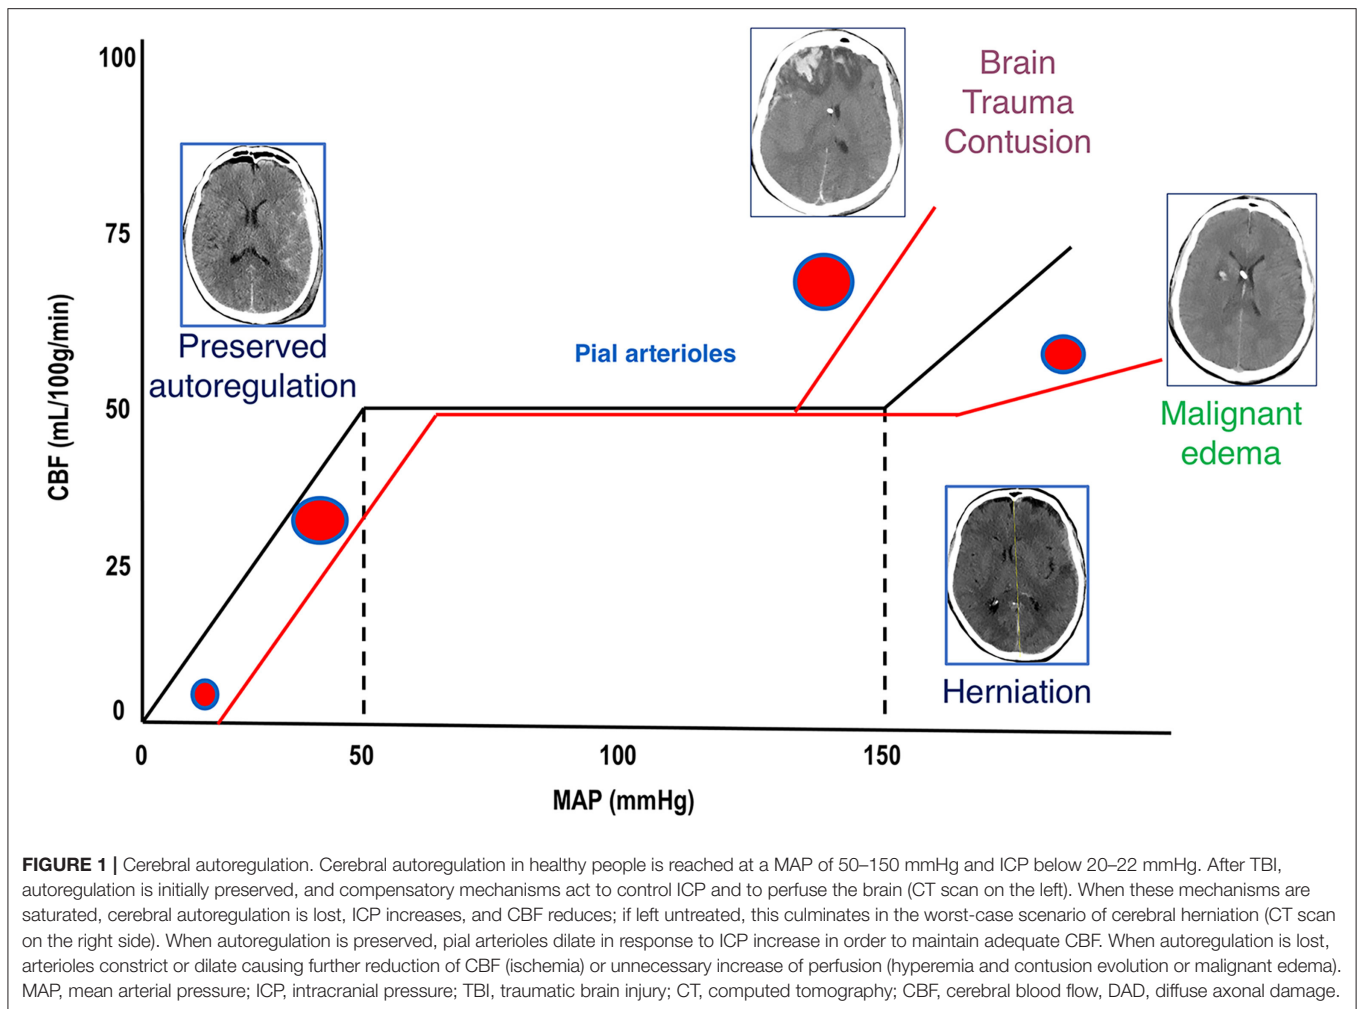 100
Brain
Trauma
Contusion
75
Preserved
autoregulation
Pial arterioles
50
Malignant
edema
CBF (mL/100g/min)
25
Herniation
0
0 50 100 150
MAP (mmHg)
FIGURE 1 | Cerebral autoregulation. Cerebral autoregulation in healthy people is reached at a MAP of 50–150 mmHg and ICP below 20–22 mmHg. After TBI,
autoregulation is initially preserved, and compensatory mechanisms act to control ICP and to perfuse the brain (CT scan on the left). When these mechanisms are
saturated, cerebral autoregulation is lost, ICP increases, and CBF reduces; if left untreated, this culminates in the worst-case scenario of cerebral herniation (CT scan
on the right side). When autoregulation is preserved, pial arterioles dilate in response to ICP increase in order to maintain adequate CBF. When autoregulation is lost,
arterioles constrict or dilate causing further reduction of CBF (ischemia) or unnecessary increase of perfusion (hyperemia and contusion evolution or malignant edema).
MAP, mean arterial pressure; ICP, intracranial pressure; TBI, traumatic brain injury; CT, computed tomography; CBF, cerebral blood flow, DAD, diffuse axonal damage.